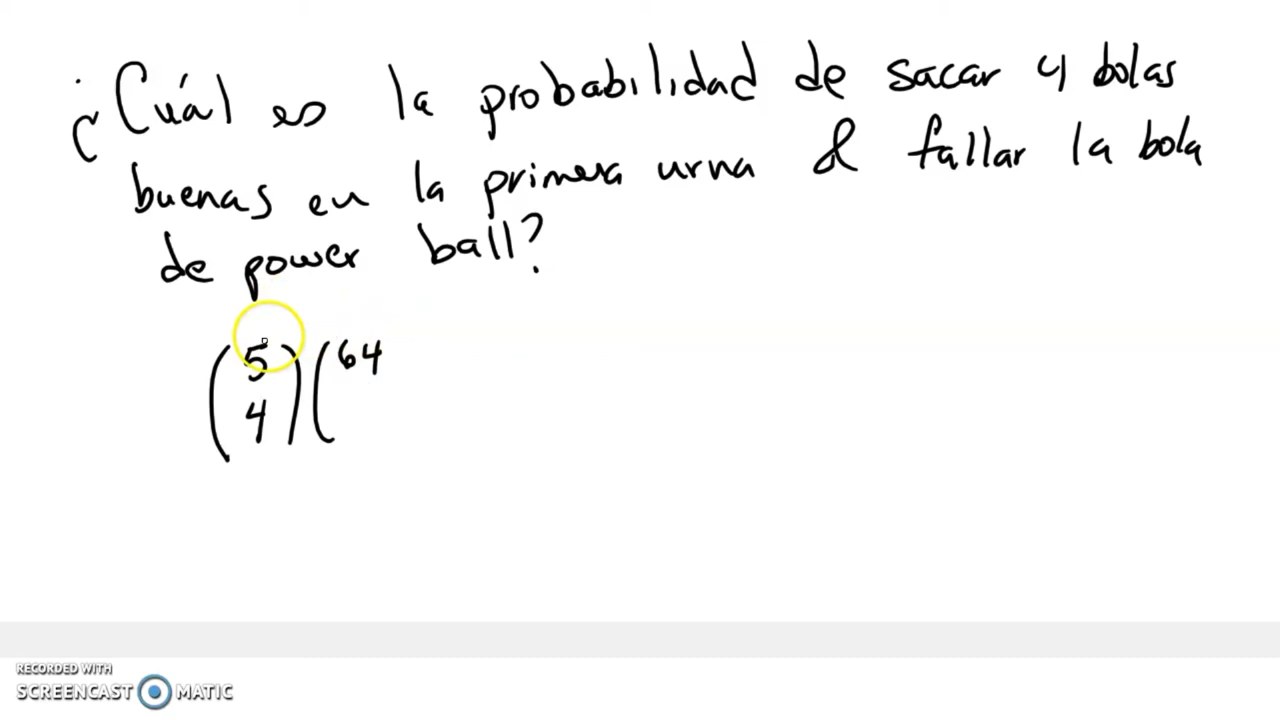 ¿Cuál es la probabilidad de sacar 4 bolas
buenas en la primera urna & fallar la bola
de power ball?
(5 (64
4)
RECORDED WITH
SCREENCAST MATIC